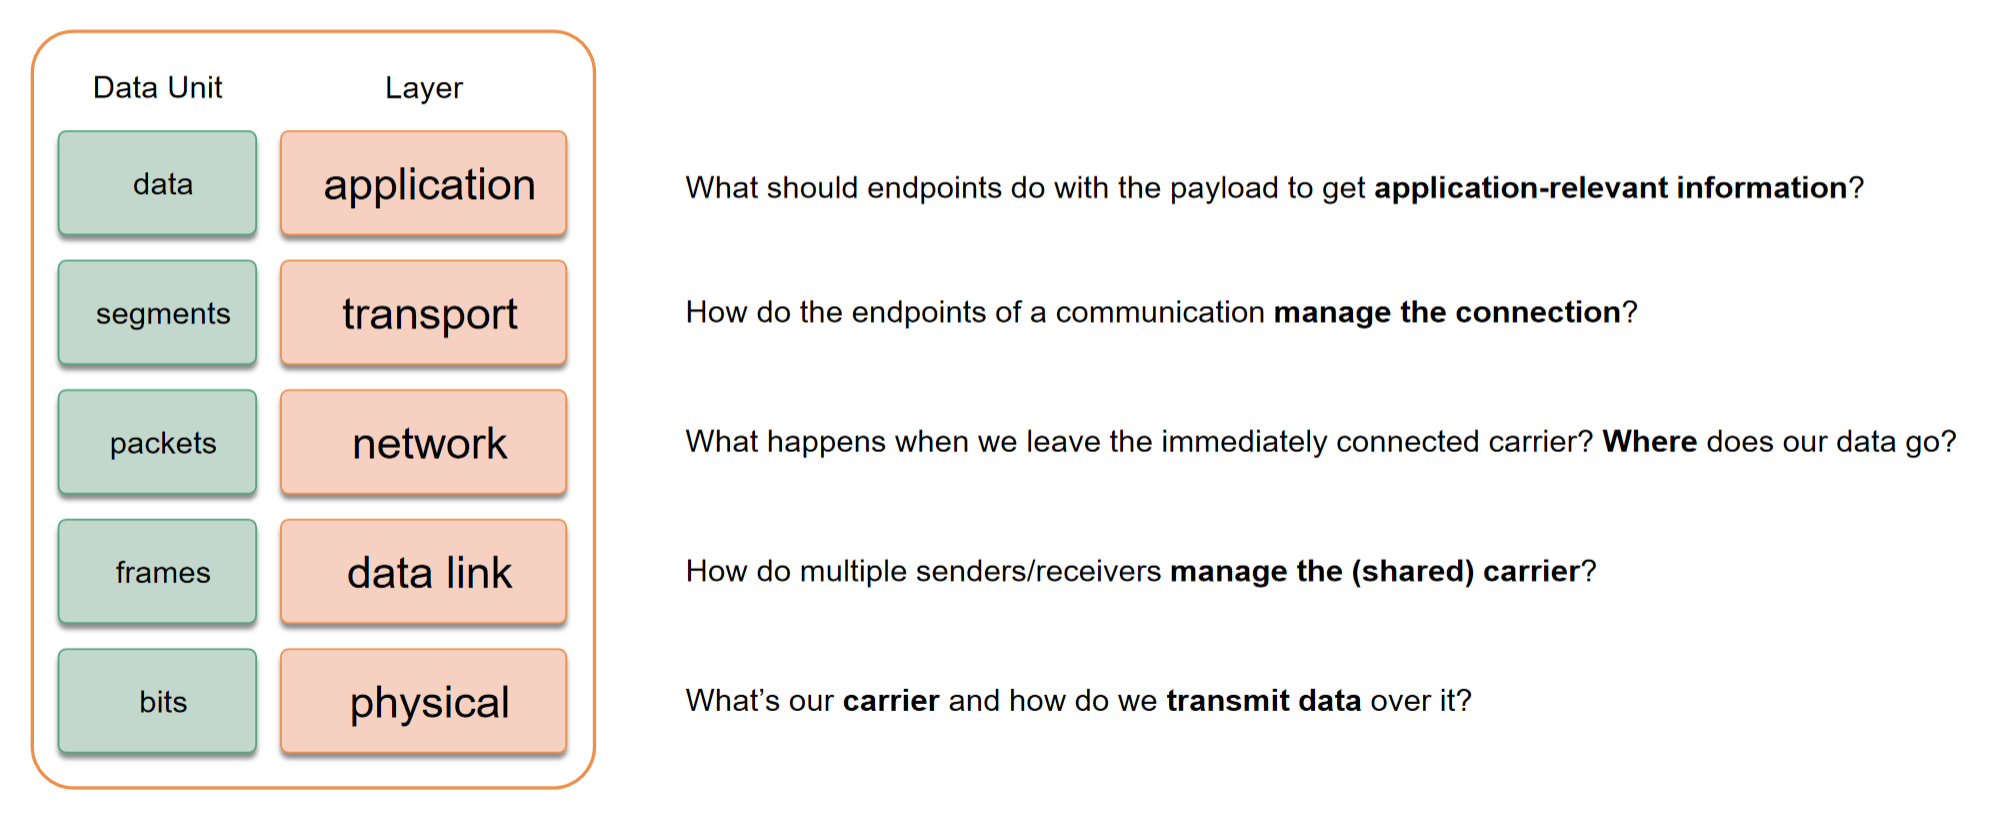 Data Unit Layer
data application What should endpoints do with the payload to get application-relevant information?
segments transport How do the endpoints of a communication manage the connection?
packets network What happens when we leave the immediately connected carrier? Where does our data go?
frames data link How do multiple senders/receivers manage the (shared) carrier?
bits physical What’s our carrier and how do we transmit data over it?